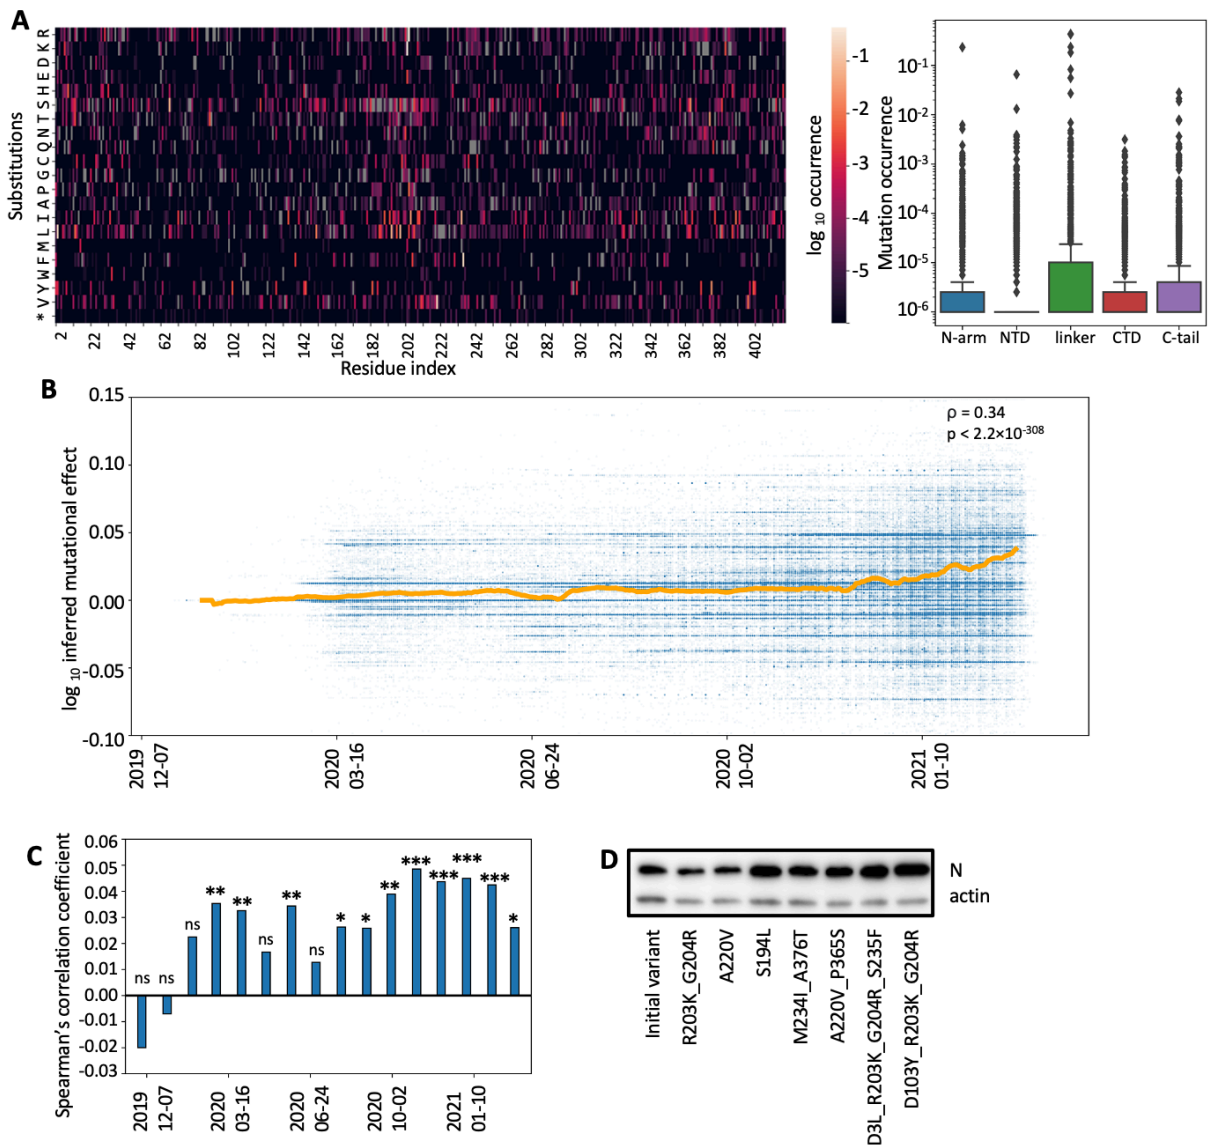 A
Substitutions
* V Y W F M L I A P G C Q N T S H E D K R
2 22 42 62 82 102 122 142 162 182 202 222 242 262 282 302 322 342 362 382 402
Residue index
-1
-2
-3
-4
-5
log 10 occurrence
Mutation occurrence
10-1
10-2
10-3
10-4
10-5
10-6
N-arm NTD linker CTD C-tail
B
log 10 inferred mutational effect
0.15
0.10
0.05
0.00
-0.05
-0.10
ρ = 0.34
p < 2.2×10-308
2019
12-07
2020
03-16
2020
06-24
2020
10-02
2021
01-10
C
Spearman's correlation coefficient
0.06
0.05
0.04
0.03
0.02
0.01
0.00
-0.01
-0.02
-0.03
ns ns ns ** ** ns ** ns * * ** *** *** *** *** *
2019
12-07
2020
03-16
2020
06-24
2020
10-02
2021
01-10
D
N
actin
Initial variant
R203K_G204R
A220V
S194L
M234I_A376T
A220V_P365S
D3L_R203K_G204R_S235F
D103Y_R203K_G204R